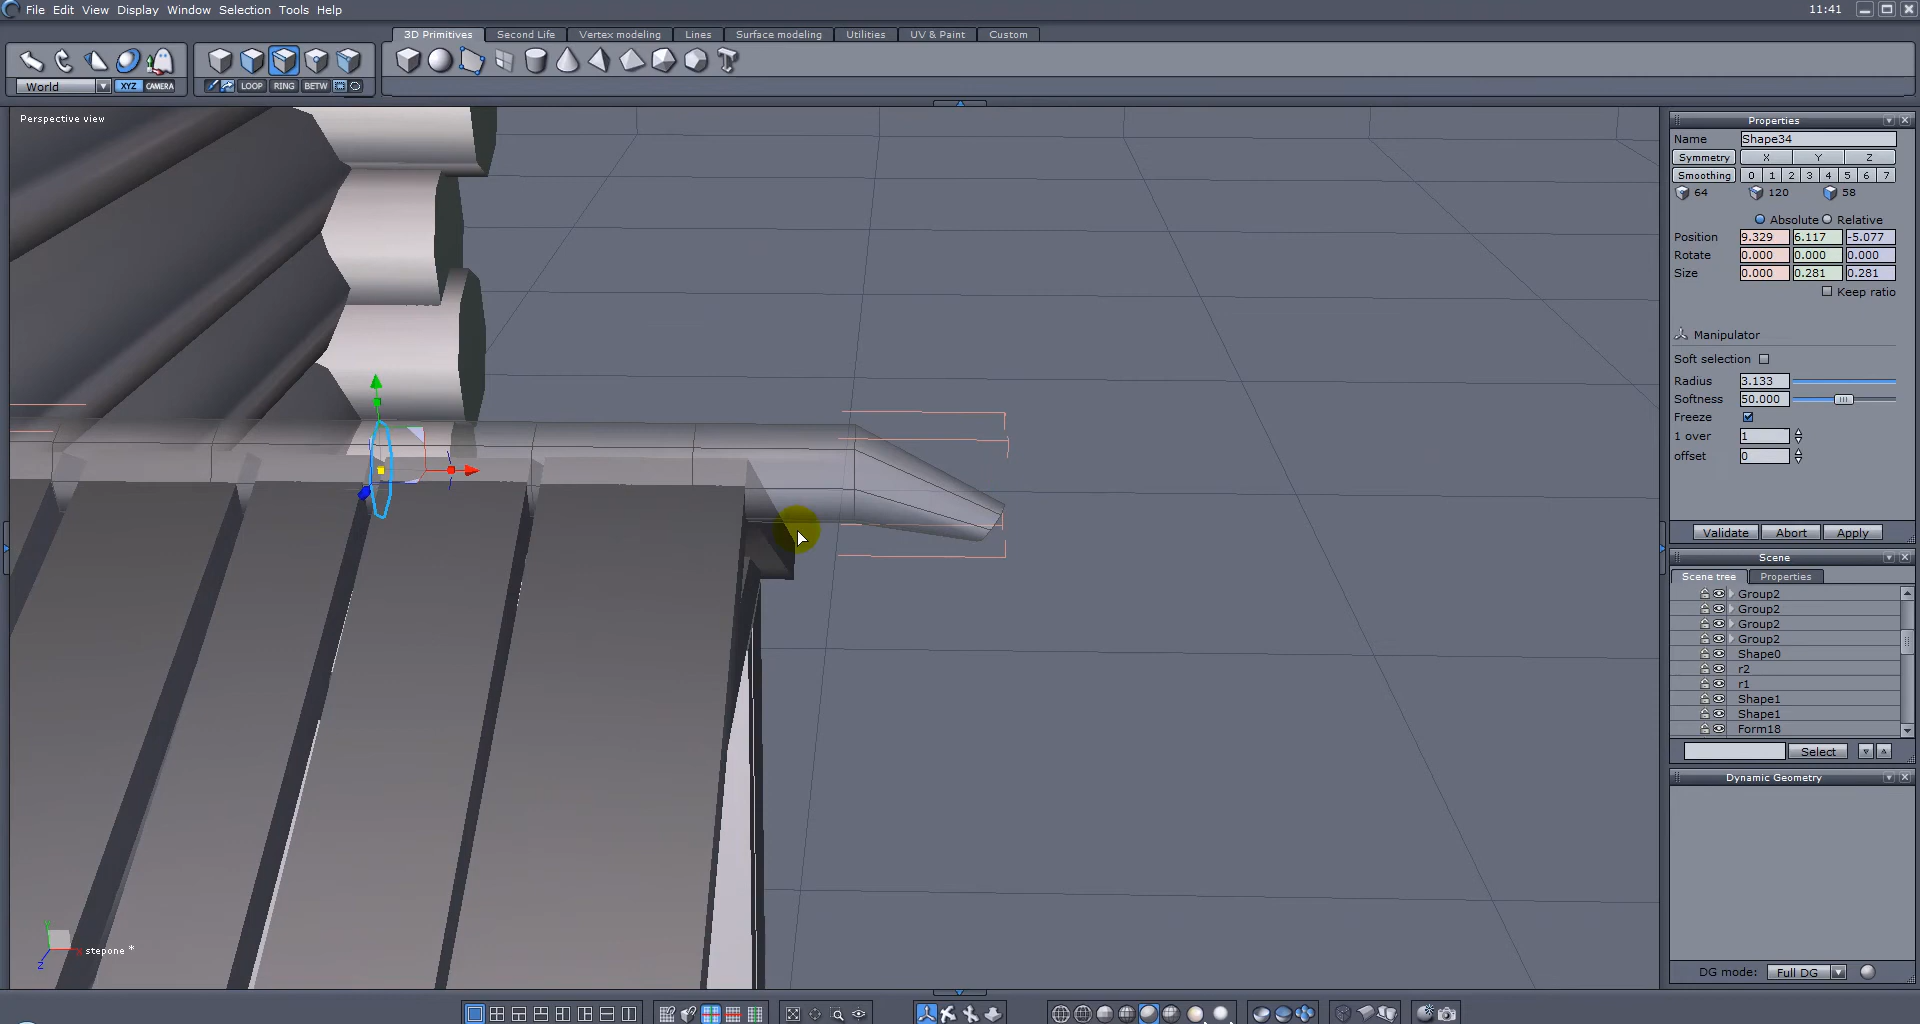 File Edit View Display Window Selection Tools Help
11:41
3D Primitives Second Life Vertex modeling Lines Surface modeling Utilities UV & Paint Custom
World XYZ CAMERA LOOP RING BETW
Perspective view
Properties
Name Shape34
Symmetry X Y Z
Smoothing 0 1 2 3 4 5 6 7
64 120 58
Absolute Relative
Position 9.329 6.117 -5.077
Rotate 0.000 0.000 0.000
Size 0.000 0.281 0.281
Keep ratio
Manipulator
Soft selection
Radius 3.133
Softness 50.000
Freeze
1 over 1
offset 0
Validate Abort Apply
Scene
Scene tree Properties
Group2
Group2
Group2
Group2
Shape0
r2
r1
Shape1
Shape1
Form18
Select
Dynamic Geometry
DG mode: Full DG
Y
X
Z
stepone *